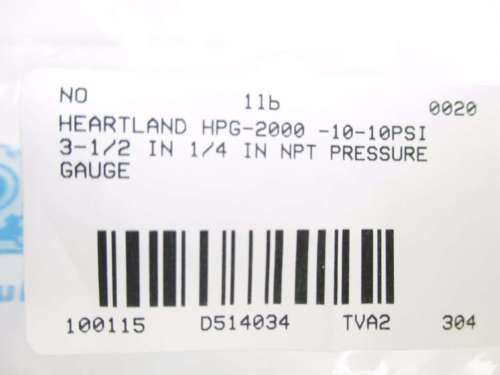 NO 11b 0020
HEARTLAND HPG-2000 -10-10PSI
3-1/2 IN 1/4 IN NPT PRESSURE
GAUGE
100115 D514034 TVA2 304